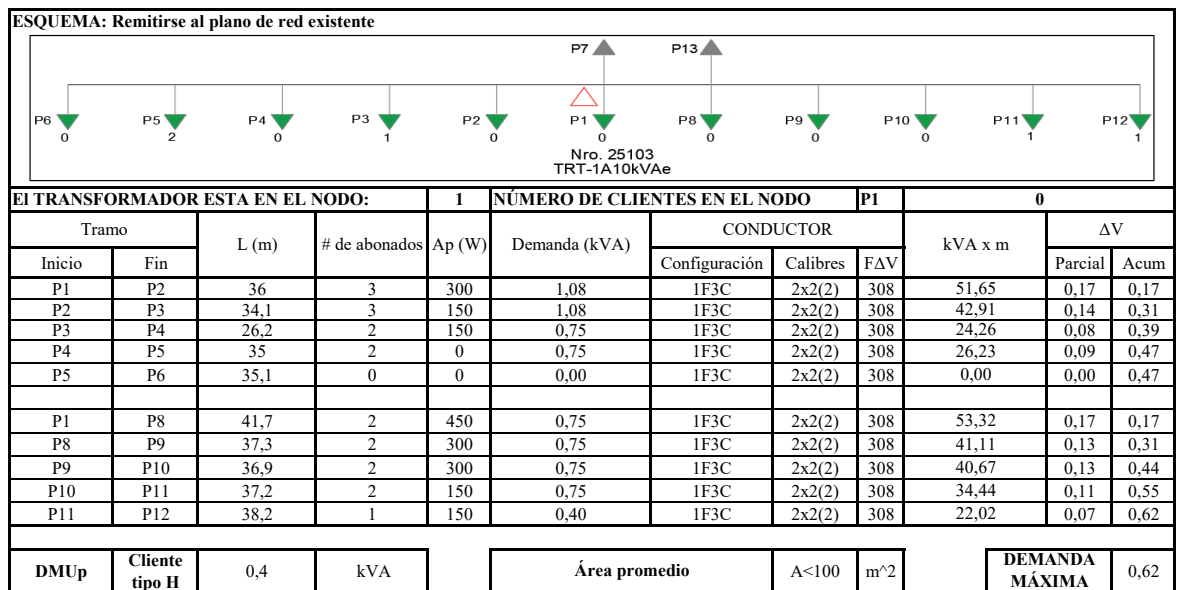 ESQUEMA: Remitirse al plano de red existente
P7 P13
P6 P5 P4 P3 P2 P1 P8 P9 P10 P11 P12
0 2 0 1 0 0 0 0 0 1 1
Nro. 25103
TRT-1A10kVAe
El TRANSFORMADOR ESTA EN EL NODO: 1 NÚMERO DE CLIENTES EN EL NODO P1 0
Tramo L (m) # de abonados Ap (W) Demanda (kVA) CONDUCTOR kVA x m ΔV
Inicio Fin Configuración Calibres FΔV Parcial Acum
P1 P2 36 3 300 1,08 1F3C 2x2(2) 308 51,65 0,17 0,17
P2 P3 34,1 3 150 1,08 1F3C 2x2(2) 308 42,91 0,14 0,31
P3 P4 26,2 2 150 0,75 1F3C 2x2(2) 308 24,26 0,08 0,39
P4 P5 35 2 0 0,75 1F3C 2x2(2) 308 26,23 0,09 0,47
P5 P6 35,1 0 0 0,00 1F3C 2x2(2) 308 0,00 0,00 0,47
P1 P8 41,7 2 450 0,75 1F3C 2x2(2) 308 53,32 0,17 0,17
P8 P9 37,3 2 300 0,75 1F3C 2x2(2) 308 41,11 0,13 0,31
P9 P10 36,9 2 300 0,75 1F3C 2x2(2) 308 40,67 0,13 0,44
P10 P11 37,2 2 150 0,75 1F3C 2x2(2) 308 34,44 0,11 0,55
P11 P12 38,2 1 150 0,40 1F3C 2x2(2) 308 22,02 0,07 0,62
DMUp Cliente tipo H 0,4 kVA Área promedio A<100 m^2 DEMANDA MÁXIMA 0,62